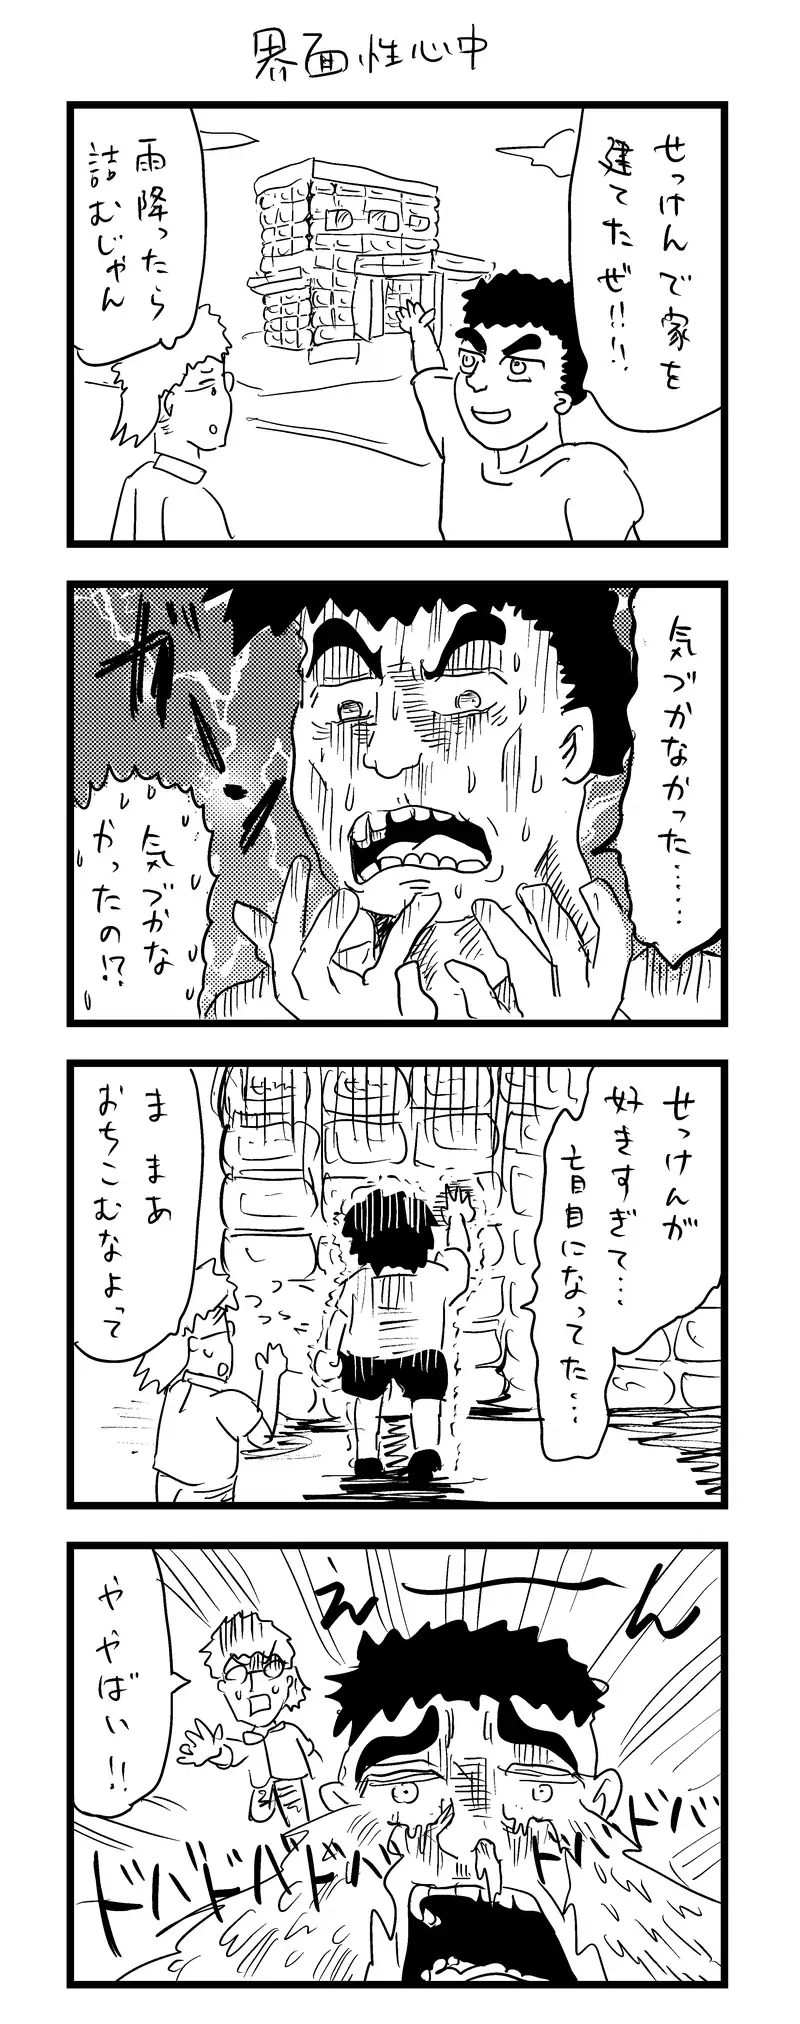 界面性心中
せっけんで家を
建てたぜ!!!!
雨降ったら
詰むじゃん
気づかなかった……
ガーン
気づかな
かったの!?
せっけんが
好きすぎて…
盲目になってた…
ま まあ
おちこむなよって
え〜ん
や やばい!!
ドバドバドバ
ドバドバ